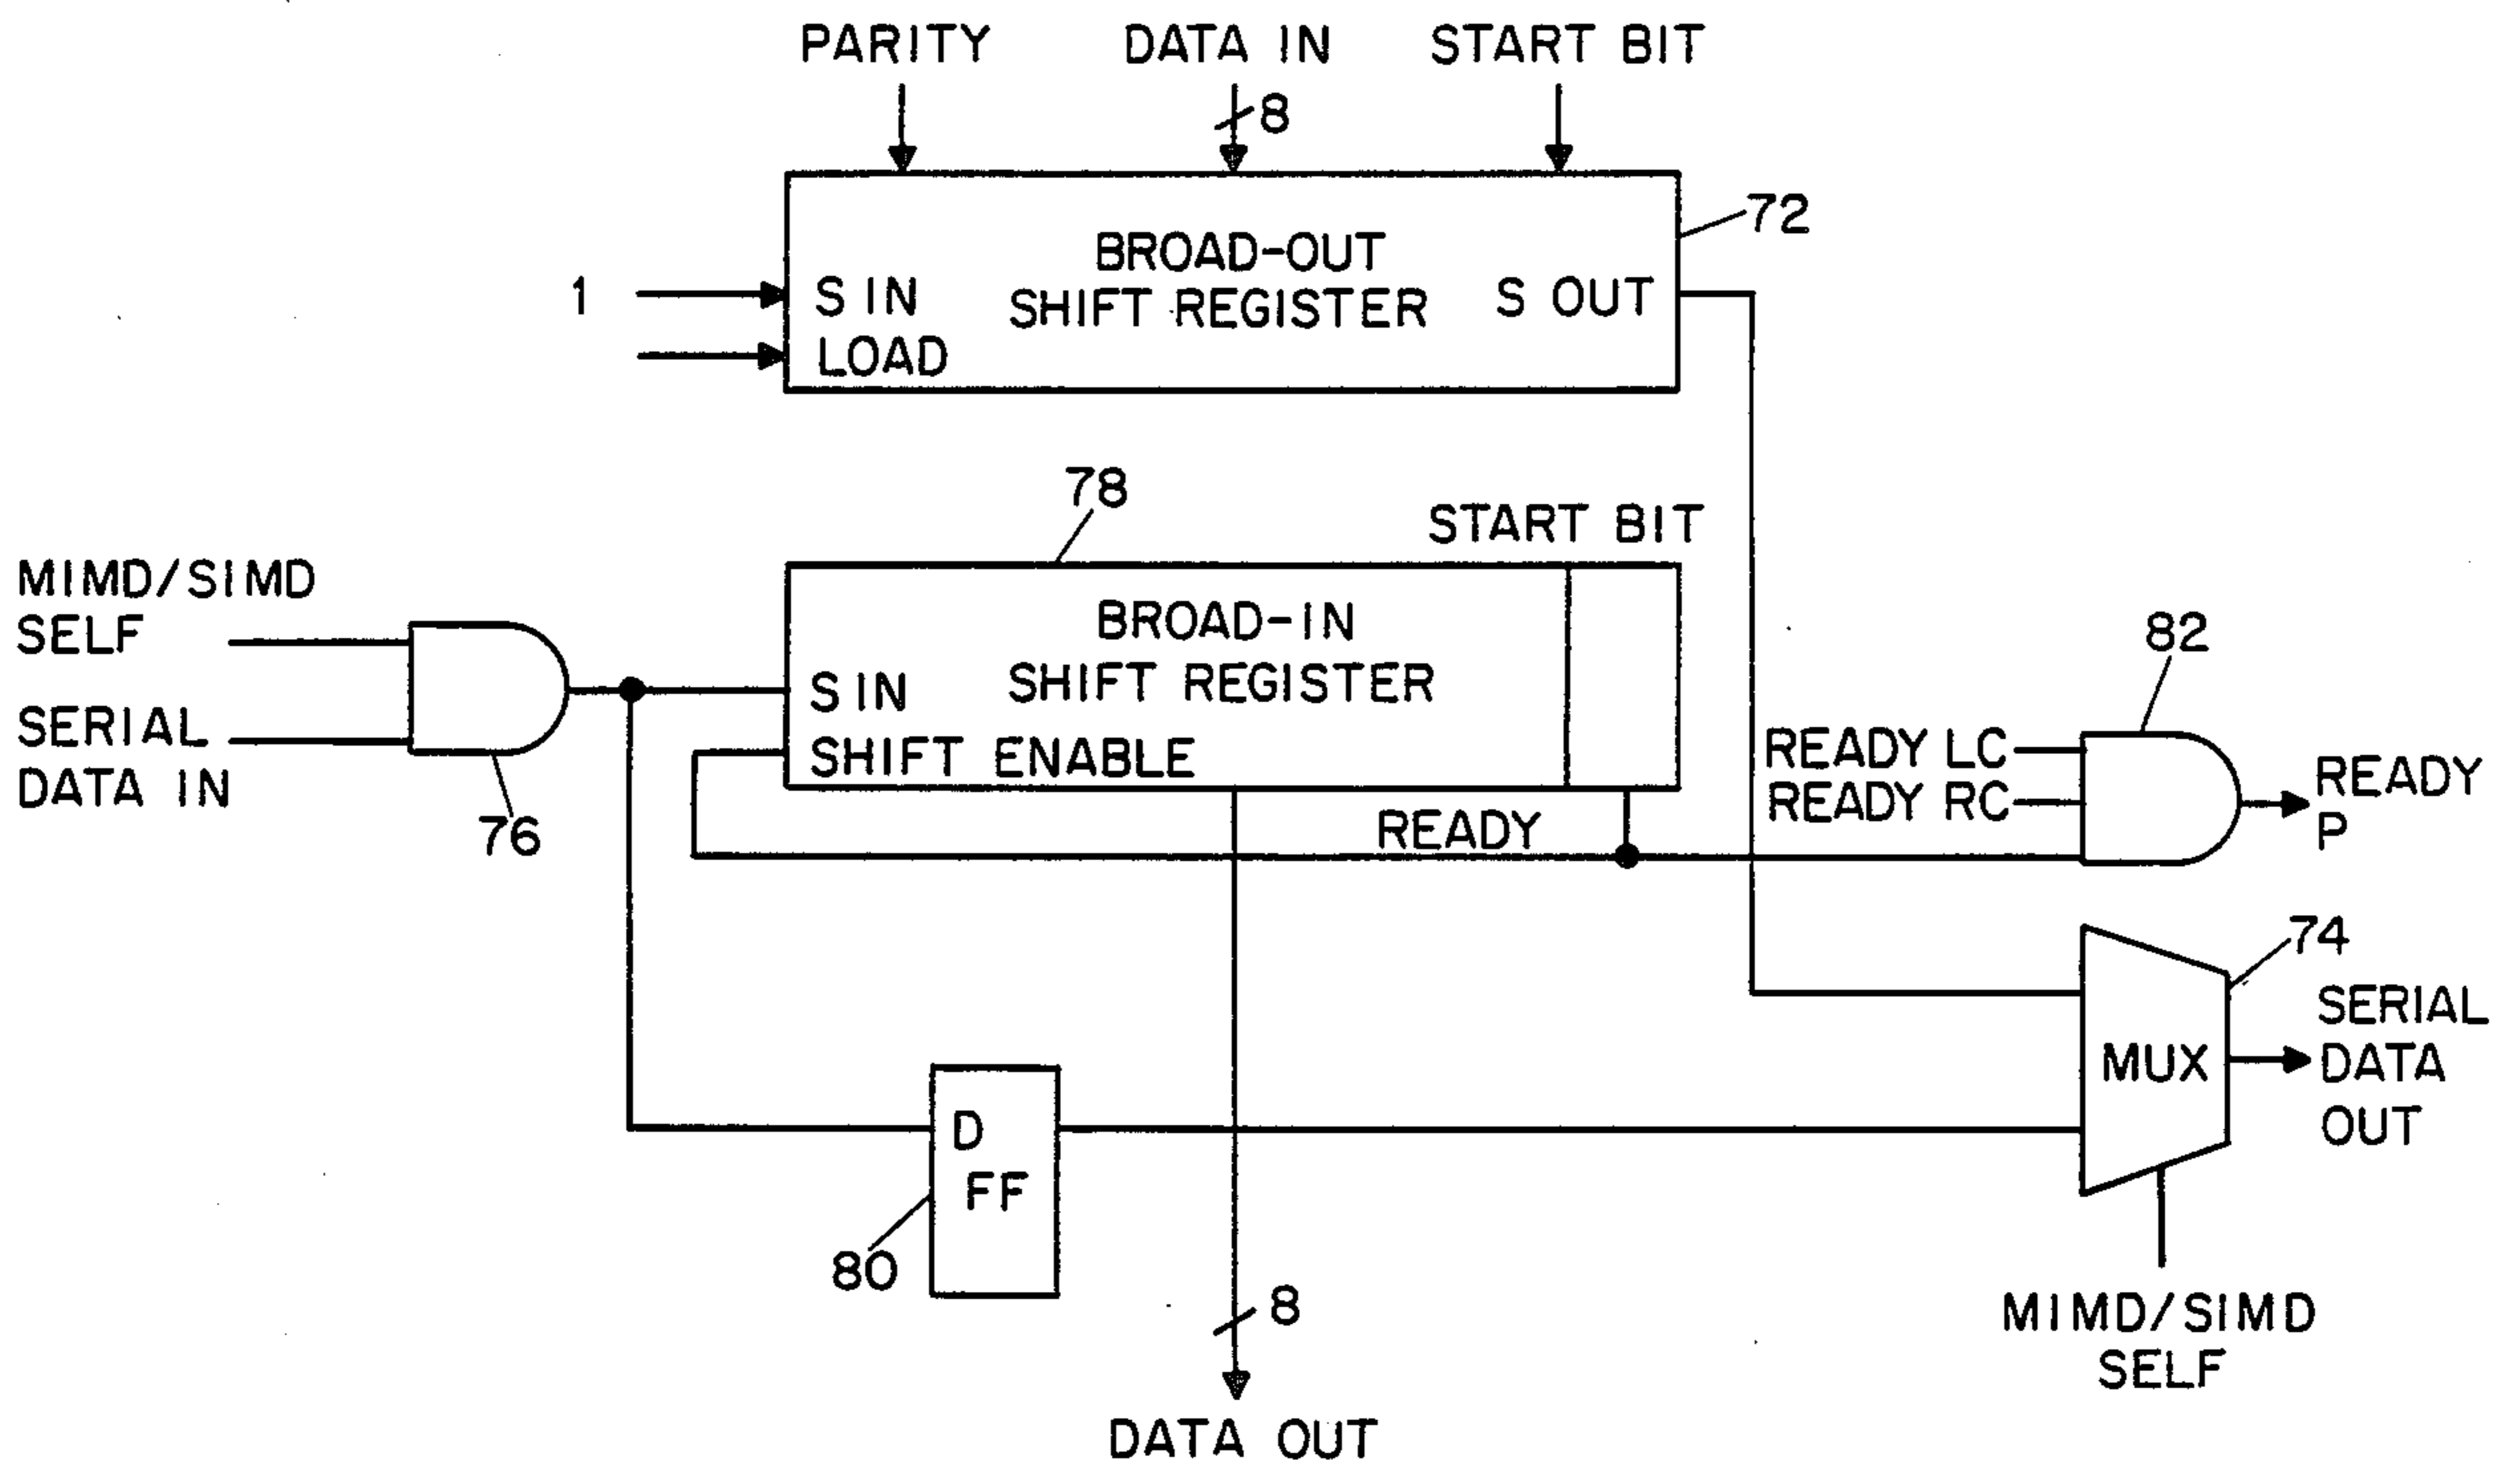 PARITY
DATA IN
START BIT
8
72
BROAD-OUT
SHIFT REGISTER
1
S IN
S OUT
LOAD
78
START BIT
MIMD/SIMD
SELF
SERIAL
DATA IN
76
BROAD-IN
SHIFT REGISTER
S IN
SHIFT ENABLE
READY
82
READY LC
READY RC
READY
P
74
MUX
SERIAL
DATA
OUT
D
FF
80
8
MIMD/SIMD
SELF
DATA OUT